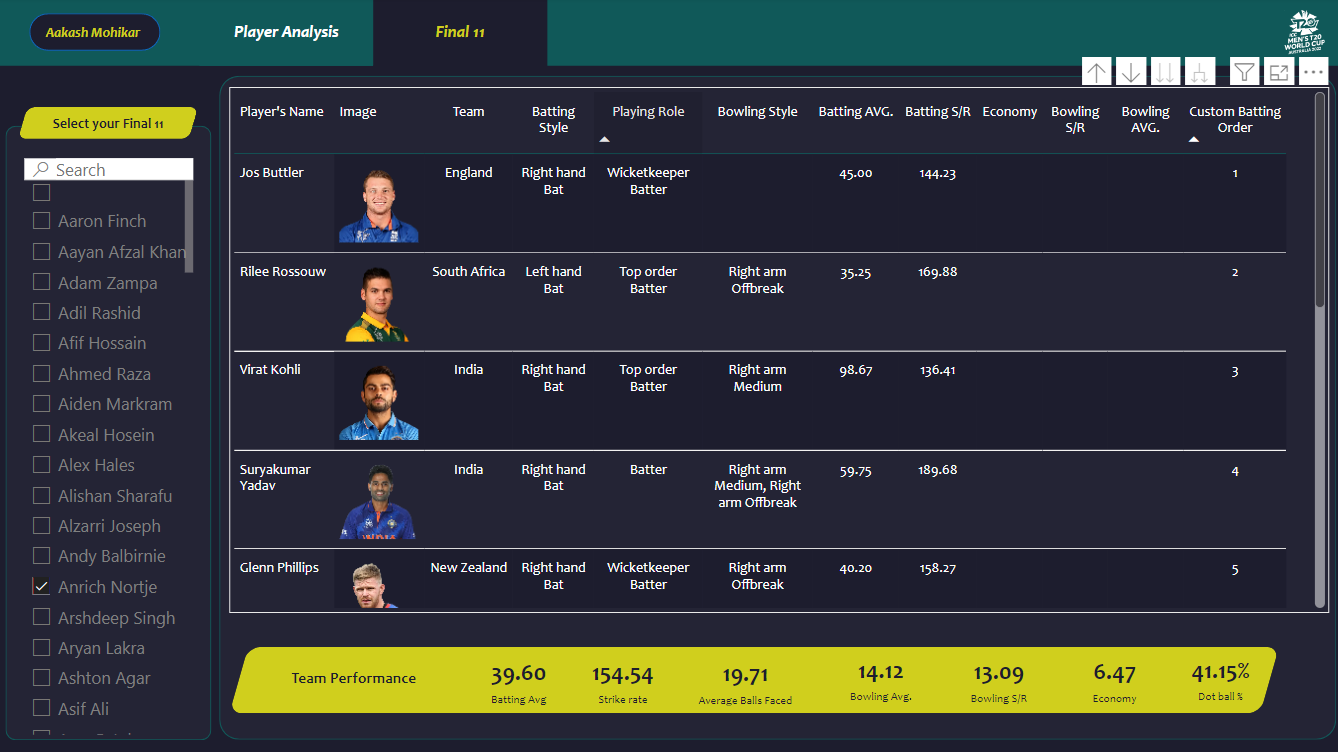 Aakash Mohikar
Player Analysis
Final 11
ICC
MEN'S T20
WORLD CUP
AUSTRALIA 2022
Select your Final 11
Search
Aaron Finch
Aayan Afzal Khan
Adam Zampa
Adil Rashid
Afif Hossain
Ahmed Raza
Aiden Markram
Akeal Hosein
Alex Hales
Alishan Sharafu
Alzarri Joseph
Andy Balbirnie
Anrich Nortje
Arshdeep Singh
Aryan Lakra
Ashton Agar
Asif Ali
Player's Name Image Team Batting Style Playing Role Bowling Style Batting AVG. Batting S/R Economy Bowling S/R Bowling AVG. Custom Batting Order
Jos Buttler England Right hand Bat Wicketkeeper Batter 45.00 144.23 1
Rilee Rossouw South Africa Left hand Bat Top order Batter Right arm Offbreak 35.25 169.88 2
Virat Kohli India Right hand Bat Top order Batter Right arm Medium 98.67 136.41 3
Suryakumar Yadav India Right hand Bat Batter Right arm Medium, Right arm Offbreak 59.75 189.68 4
Glenn Phillips New Zealand Right hand Bat Wicketkeeper Batter Right arm Offbreak 40.20 158.27 5
Team Performance
39.60 154.54 19.71 14.12 13.09 6.47 41.15%
Batting Avg Strike rate Average Balls Faced Bowling Avg. Bowling S/R Economy Dot ball %